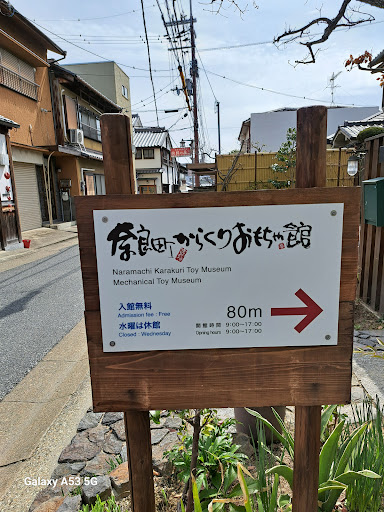 奈良町からくりおもちゃ館
Naramachi Karakuri Toy Museum
Mechanical Toy Museum
入館無料
Admission fee : Free
水曜は休館
Closed : Wednesday
80m
開館時間 9:00〜17:00
Opning hours 9:00〜17:00
Galaxy A53 5G